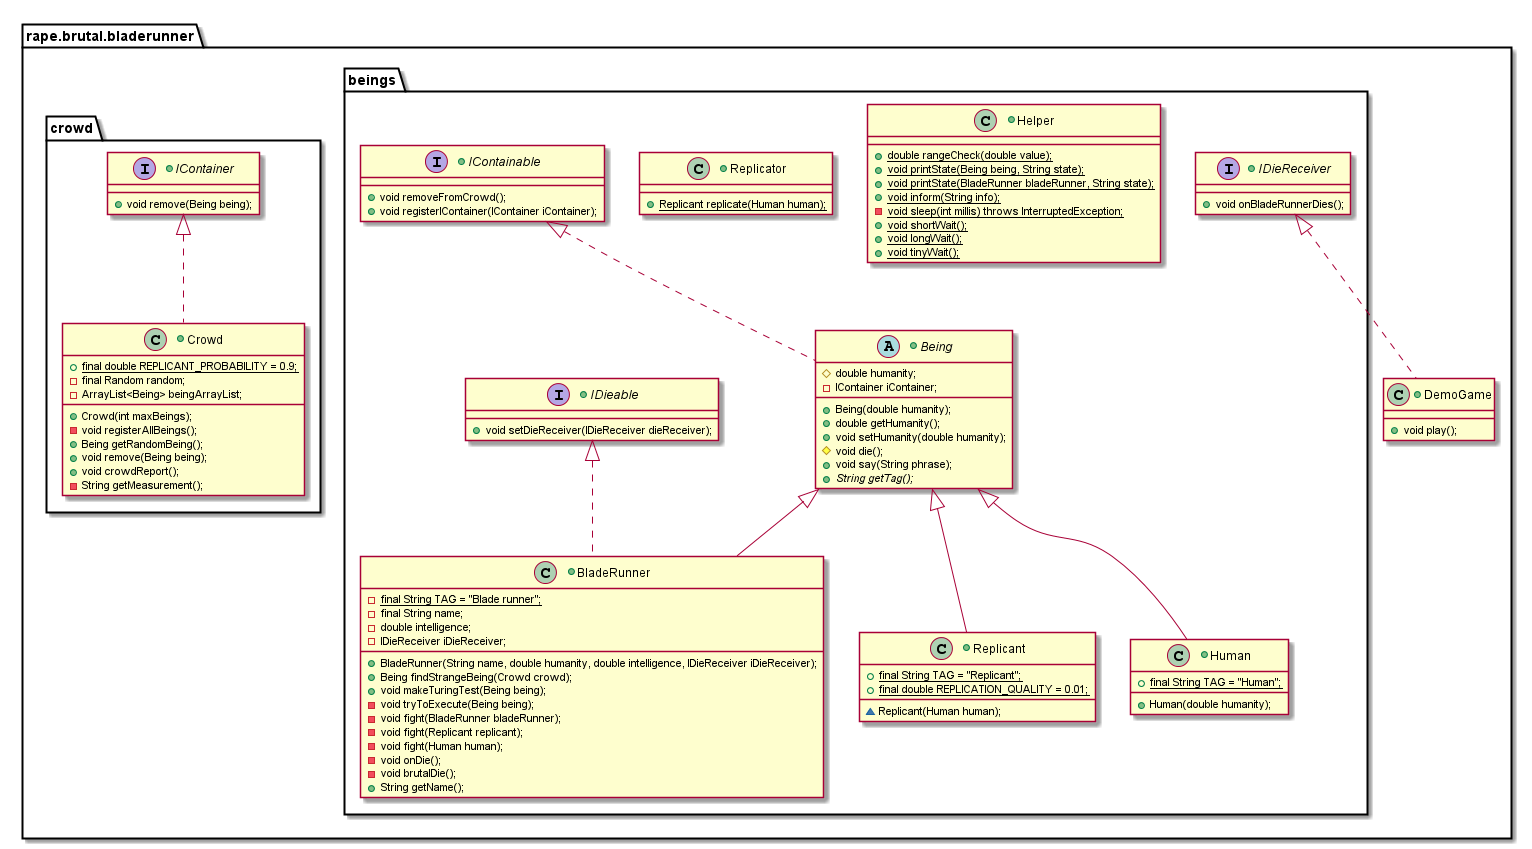 rape.brutal.bladerunner
crowd
I IContainer
void remove(Being being);
C Crowd
final double REPLICANT_PROBABILITY = 0.9;
final Random random;
ArrayList<Being> beingArrayList;
Crowd(int maxBeings);
void registerAllBeings();
Being getRandomBeing();
void remove(Being being);
void crowdReport();
String getMeasurement();
beings
I IContainable
void removeFromCrowd();
void registerIContainer(IContainer iContainer);
C Replicator
Replicant replicate(Human human);
C Helper
double rangeCheck(double value);
void printState(Being being, String state);
void printState(BladeRunner bladeRunner, String state);
void inform(String info);
void sleep(int millis) throws InterruptedException;
void shortWait();
void longWait();
void tinyWait();
I IDieReceiver
void onBladeRunnerDies();
A Being
double humanity;
IContainer iContainer;
Being(double humanity);
double getHumanity();
void setHumanity(double humanity);
void die();
void say(String phrase);
String getTag();
I IDieable
void setDieReceiver(IDieReceiver dieReceiver);
C DemoGame
void play();
C BladeRunner
final String TAG = "Blade runner";
final String name;
double intelligence;
IDieReceiver iDieReceiver;
BladeRunner(String name, double humanity, double intelligence, IDieReceiver iDieReceiver);
Being findStrangeBeing(Crowd crowd);
void makeTuringTest(Being being);
void tryToExecute(Being being);
void fight(BladeRunner bladeRunner);
void fight(Replicant replicant);
void fight(Human human);
void onDie();
void brutalDie();
String getName();
C Replicant
final String TAG = "Replicant";
final double REPLICATION_QUALITY = 0.01;
Replicant(Human human);
C Human
final String TAG = "Human";
Human(double humanity);